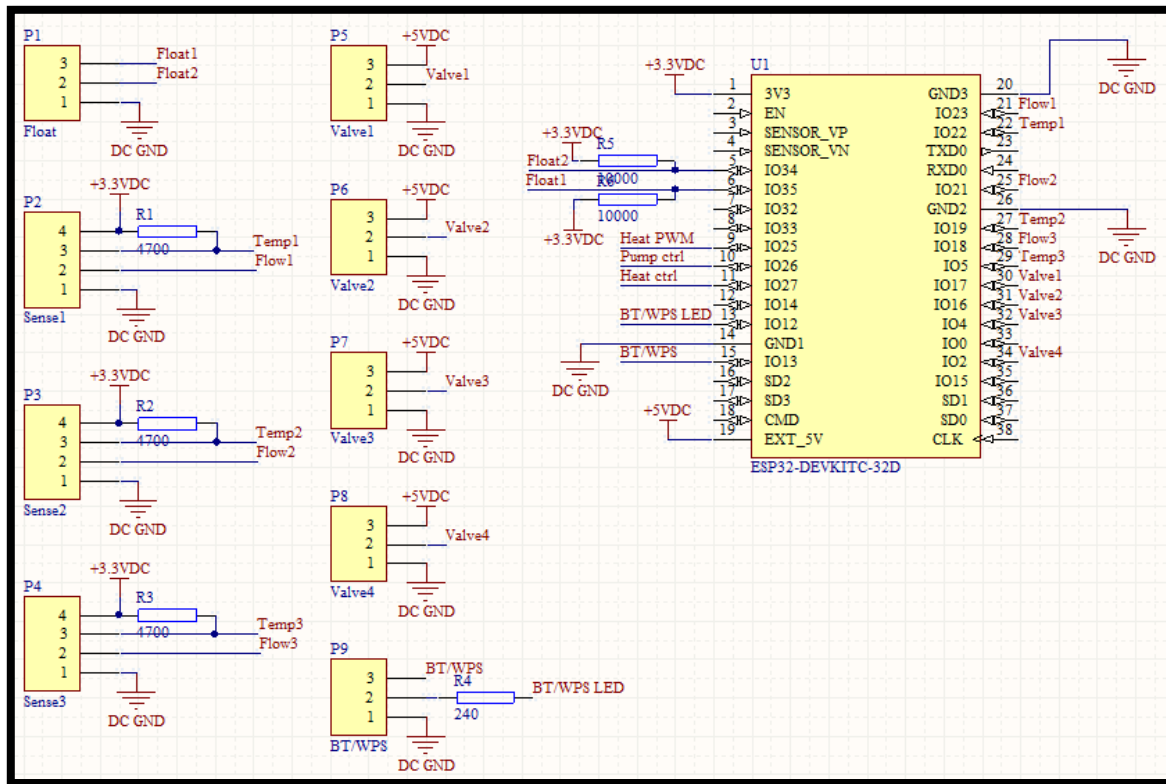 P1
3
2
1
Float1
Float2
Float
DC GND
P2
4
3
2
1
+3.3VDC
R1
4700
Temp1
Flow1
Sense1
DC GND
P3
4
3
2
1
+3.3VDC
R2
4700
Temp2
Flow2
Sense2
DC GND
P4
4
3
2
1
+3.3VDC
R3
4700
Temp3
Flow3
Sense3
DC GND
P5
3
2
1
+5VDC
Valve1
Valve1
DC GND
P6
3
2
1
+5VDC
Valve2
Valve2
DC GND
P7
3
2
1
+5VDC
Valve3
Valve3
DC GND
P8
3
2
1
+5VDC
Valve4
Valve4
DC GND
P9
3
2
1
BT/WPS
R4
240
BT/WPS LED
BT/WPS
DC GND
U1
+3.3VDC
1 3V3
2 EN
3 SENSOR_VP
4 SENSOR_VN
+3.3VDC
R5
10000
Float2
5 IO34
Float1
6 IO35
R6
10000
+3.3VDC
7 IO32
8 IO33
Heat PWM 9 IO25
Pump ctrl 10 IO26
Heat ctrl 11 IO27
12 IO14
BT/WPS LED 13 IO12
14 GND1
DC GND
BT/WPS 15 IO13
16 SD2
17 SD3
18 CMD
+5VDC
19 EXT_5V
GND3 20
DC GND
IO23 21 Flow1
IO22 22 Temp1
TXD0 23
RXD0 24
IO21 25 Flow2
GND2 26
DC GND
IO19 27 Temp2
IO18 28 Flow3
IO5 29 Temp3
IO17 30 Valve1
IO16 31 Valve2
IO4 32 Valve3
IO0 33
IO2 34 Valve4
IO15 35
SD1 36
SD0 37
CLK 38
ESP32-DEVKITC-32D